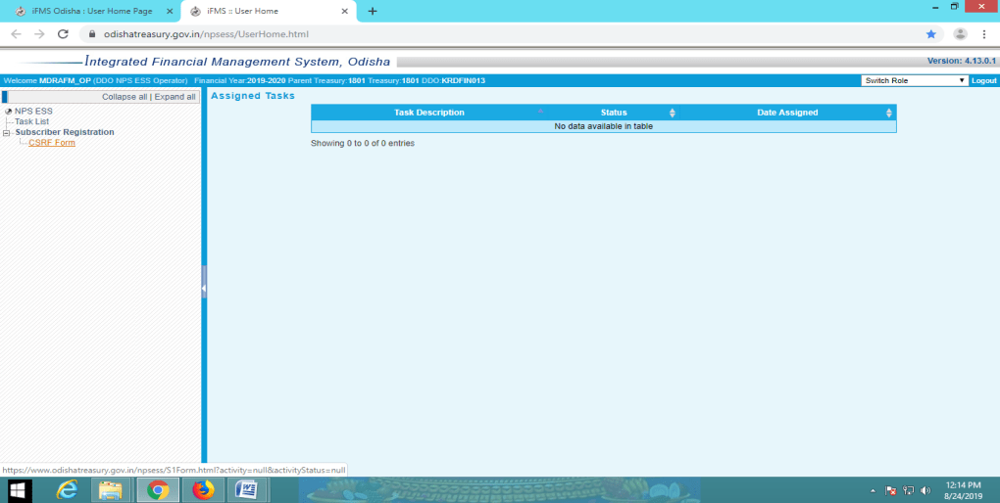 iFMS Odisha : User Home Page
iFMS :: User Home
odishatreasury.gov.in/npsess/UserHome.html
Integrated Financial Management System, Odisha
Version: 4.13.0.1
Welcome MDRAFM_OP (DDO NPS ESS Operator) Financial Year:2019-2020 Parent Treasury:1801 Treasury:1801 DDO:KRDFIN013
Switch Role
Logout
Collapse all | Expand all
NPS ESS
Task List
Subscriber Registration
CSRF Form
Assigned Tasks
Task Description Status Date Assigned
No data available in table
Showing 0 to 0 of 0 entries
https://www.odishatreasury.gov.in/npsess/S1Form.html?activity=null&activityStatus=null
12:14 PM
8/24/2019